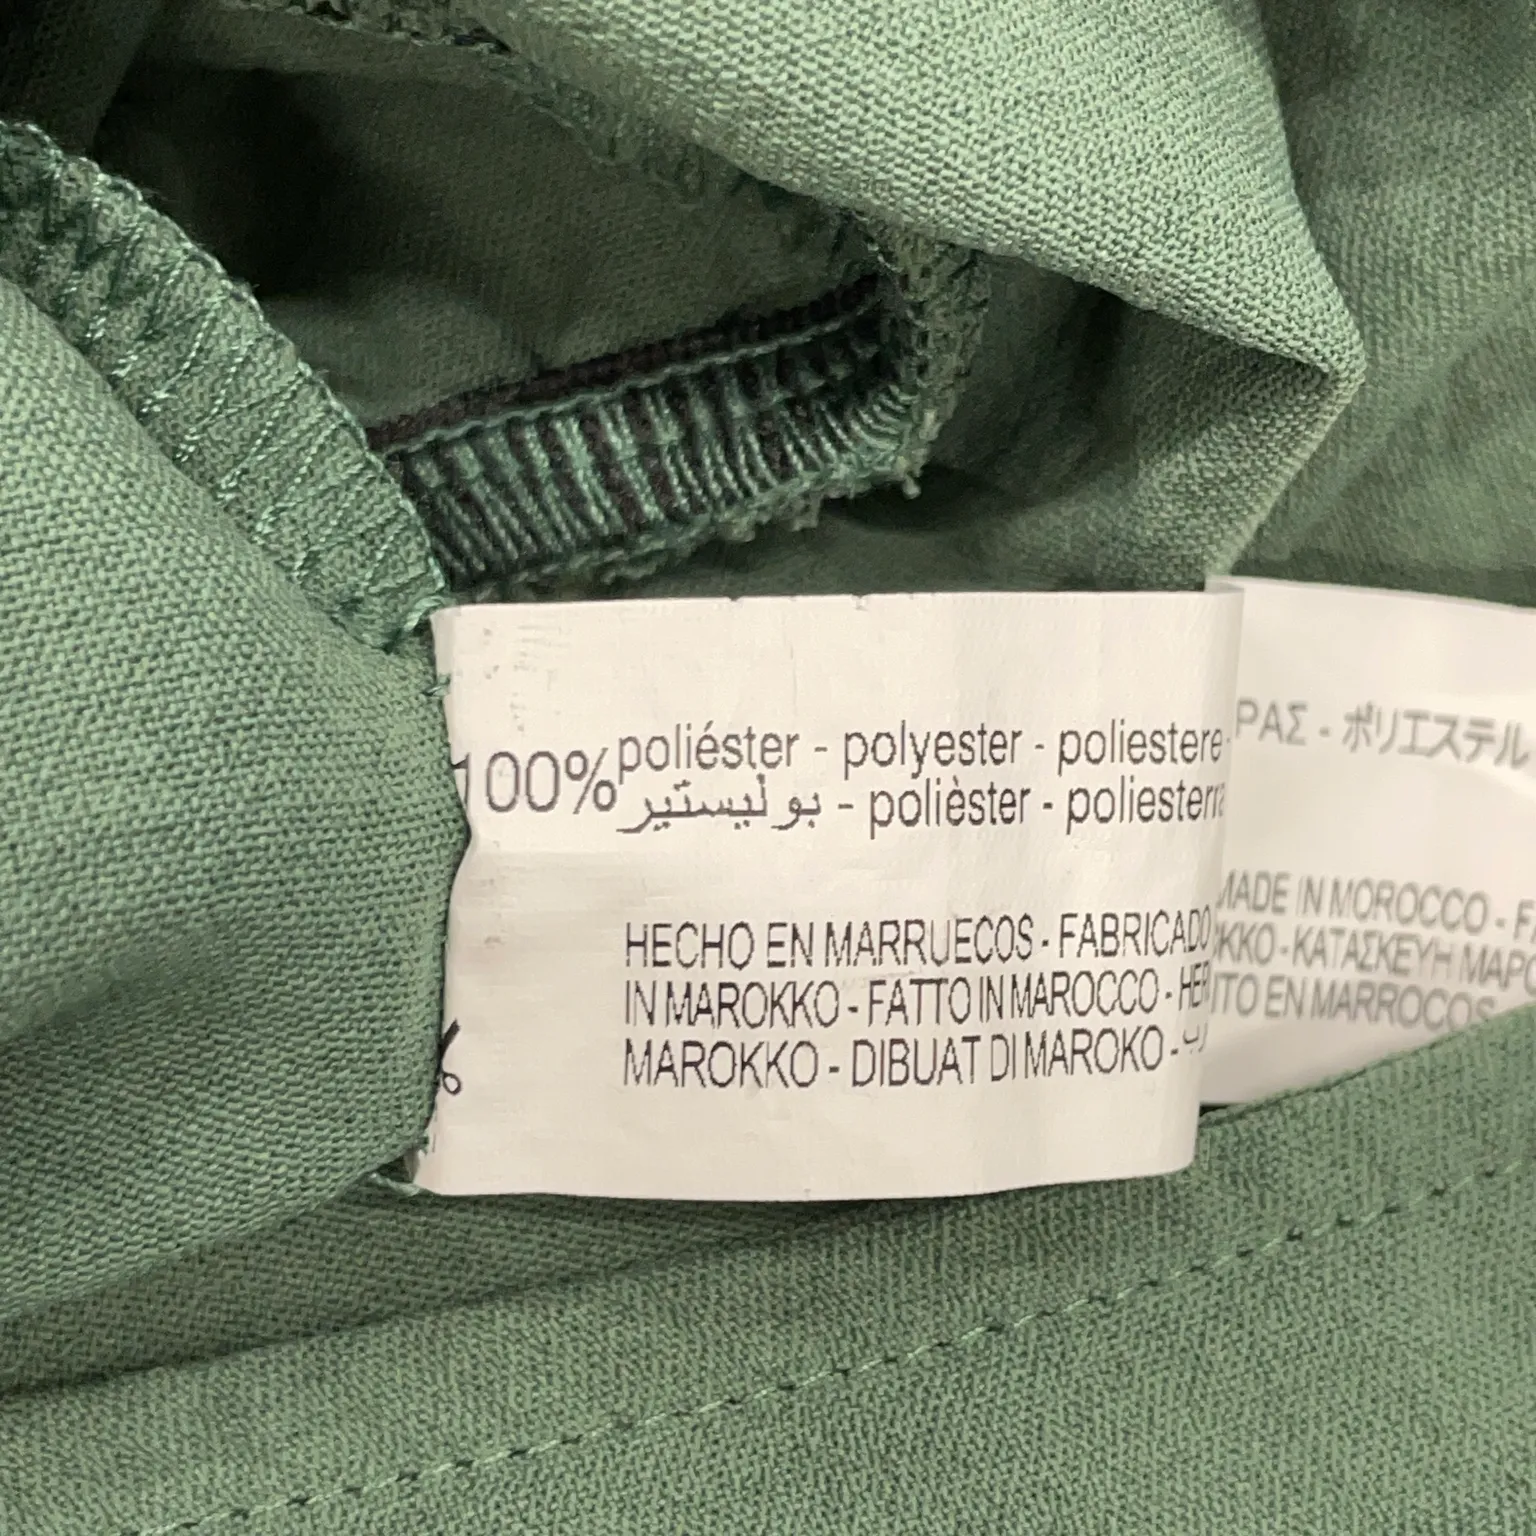 100% poliéster - polyester - poliestere
بوليستير - polièster - poliesterra
HECHO EN MARRUECOS - FABRICADO
IN MAROKKO - FATTO IN MAROCCO -
MAROKKO - DIBUAT DI MAROKO -
ポリエステル
MADE IN MOROCCO -
ΚΑΤΑΣΚΕΥΗ
EN MARROCOS -